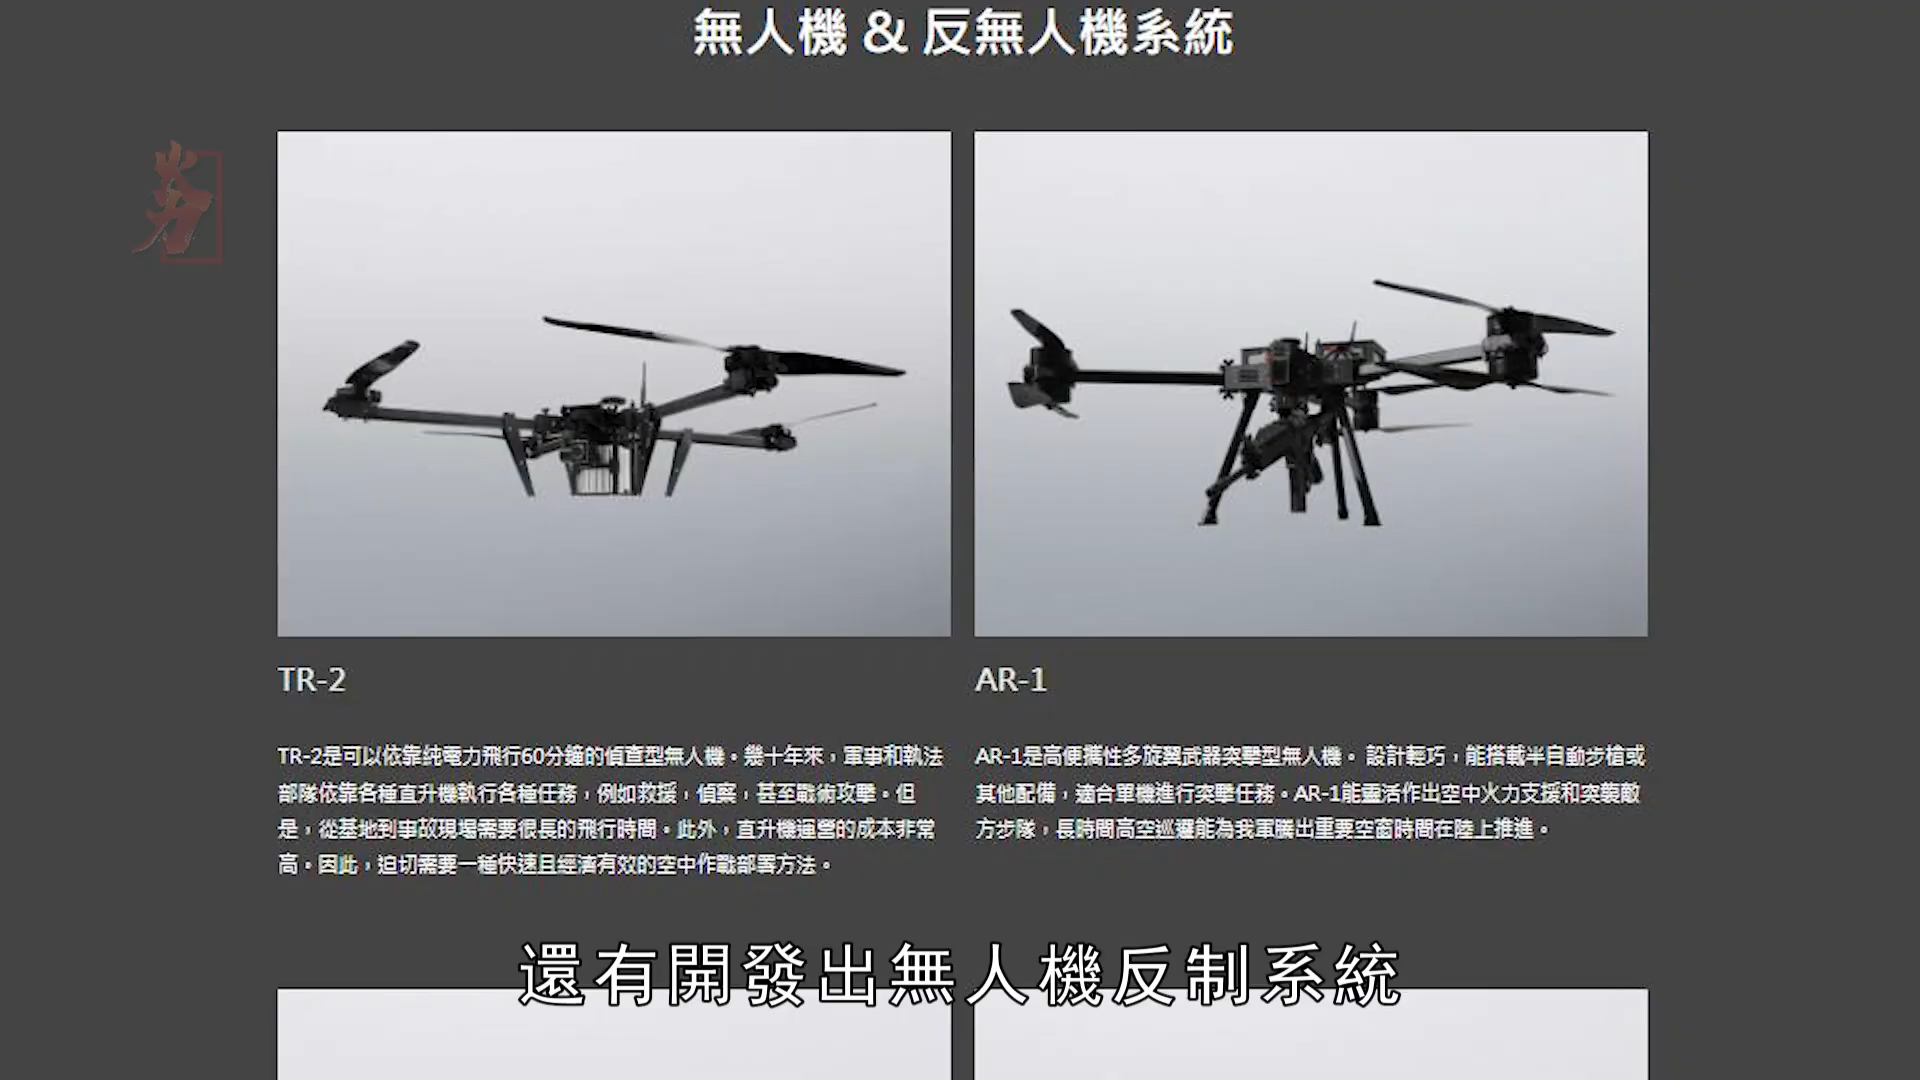 無人機 & 反無人機系統
券
TR-2
TR-2是可以依靠純電力飛行60分鐘的偵查型無人機。幾十年來，軍事和執法
部隊依靠各種直升機執行各種任務，例如救援，偵察，甚至戰術攻擊。但
是，從基地到事故現場需要很長的飛行時間。此外，直升機運營的成本非常
高。因此，迫切需要一種快速且經濟有效的空中作戰部署方法。
AR-1
AR-1是高便攜性多旋翼武器突擊型無人機。 設計輕巧，能搭載半自動步槍或
其他配備，適合單機進行突擊任務。AR-1能靈活作出空中火力支援和突襲敵
方步隊，長時間高空巡邏能為我軍騰出重要空窗時間在陸上推進。
還有開發出無人機反制系統